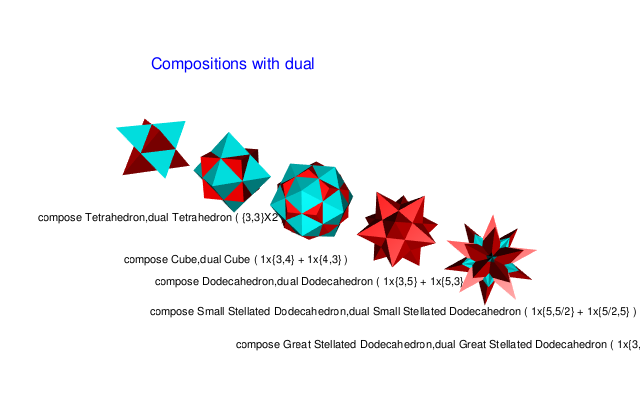 Compositions with dual
compose Tetrahedron,dual Tetrahedron ( {3,3}X2
compose Cube,dual Cube ( 1x{3,4} + 1x{4,3} )
compose Dodecahedron,dual Dodecahedron ( 1x{3,5} + 1x{5,3}
compose Small Stellated Dodecahedron,dual Small Stellated Dodecahedron ( 1x{5,5/2} + 1x{5/2,5} )
compose Great Stellated Dodecahedron,dual Great Stellated Dodecahedron ( 1x{3,